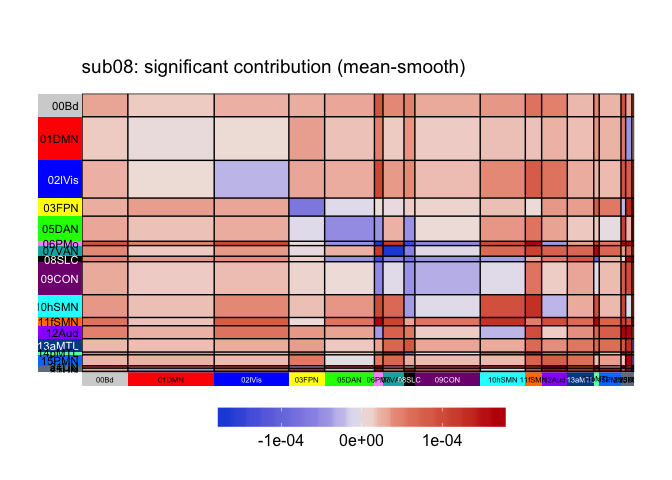 sub08: significant contribution (mean-smooth)
00Bd
01DMN
02lVis
03FPN
05DAN
06PMo
07VAN
08SLC
09CON
10hSMN
11fSMN
12Aud
13aMTL
15PMN
00Bd 01DMN 02lVis 03FPN 05DAN 08SLC 09CON 10hSMN 11fSMN 12Aud
-1e-04 0e+00 1e-04